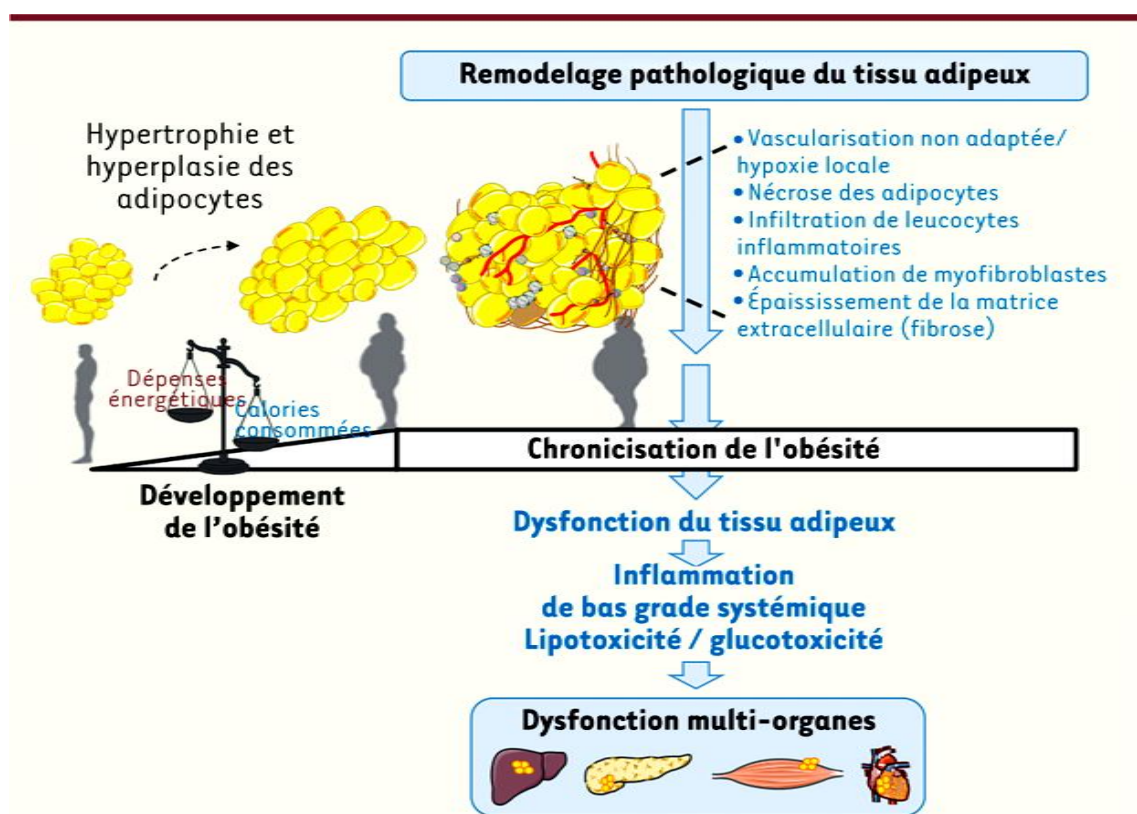 Remodelage pathologique du tissu adipeux
Hypertrophie et
hyperplasie des
adipocytes
• Vascularisation non adaptée/
hypoxie locale
• Nécrose des adipocytes
• Infiltration de leucocytes
inflammatoires
• Accumulation de myofibroblastes
• Épaississement de la matrice
extracellulaire (fibrose)
Dépenses
énergétiques
Calories
consommées
Chronicisation de l'obésité
Développement
de l’obésité
Dysfonction du tissu adipeux
Inflammation
de bas grade systémique
Lipotoxicité / glucotoxicité
Dysfonction multi-organes